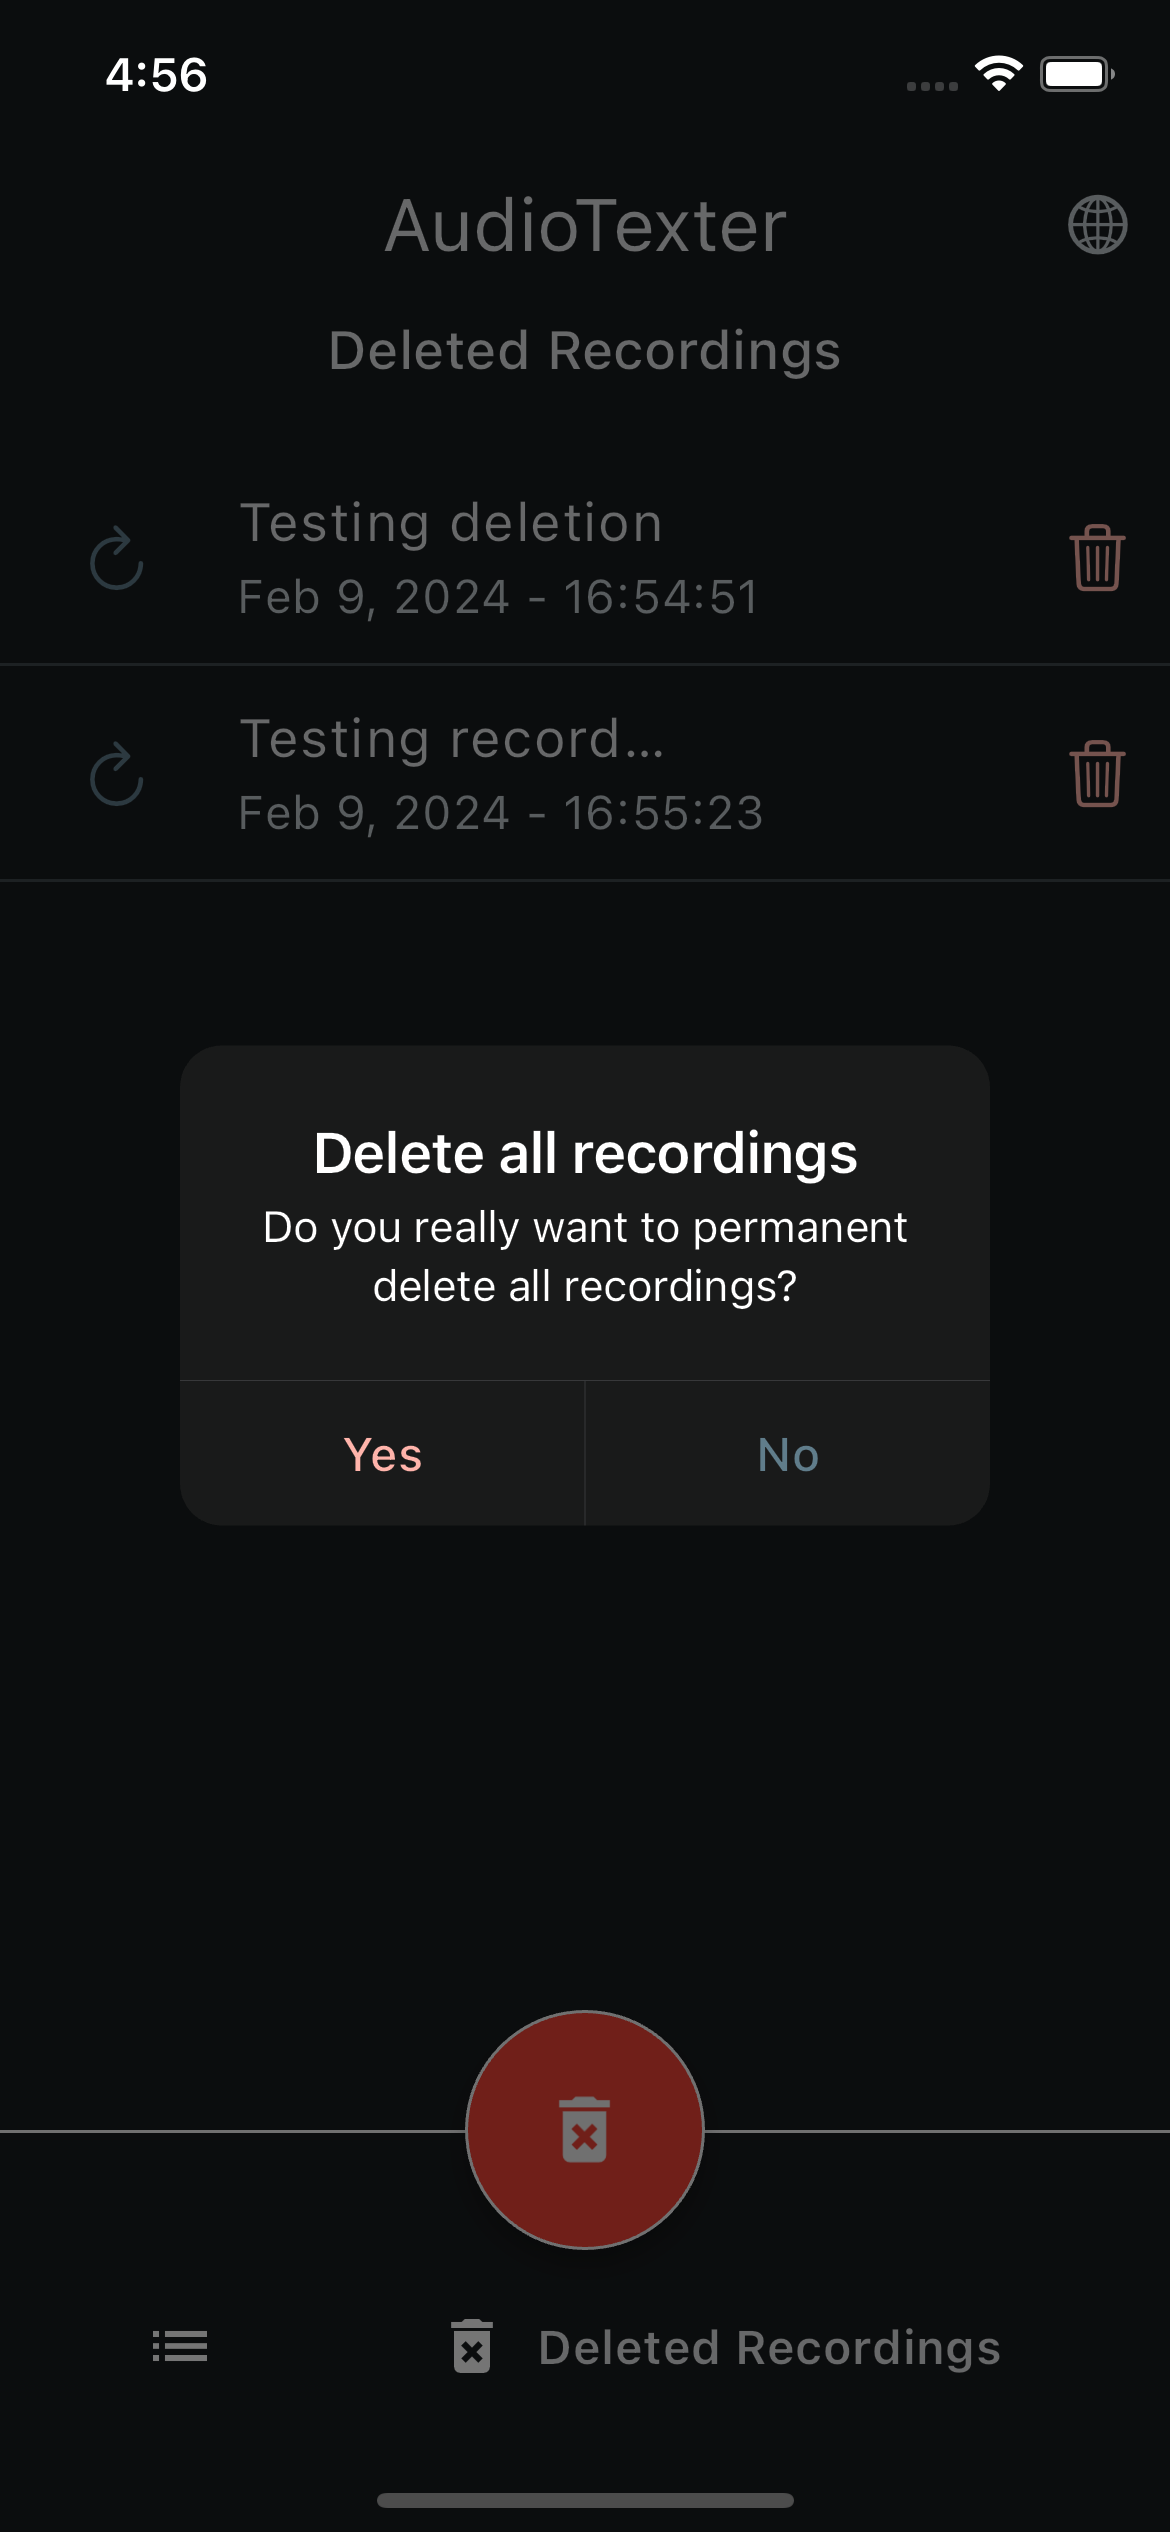 4:56
AudioTexter
Deleted Recordings
Testing deletion
Feb 9, 2024 - 16:54:51
Testing record...
Feb 9, 2024 - 16:55:23
Delete all recordings
Do you really want to permanent
delete all recordings?
Yes
No
Deleted Recordings